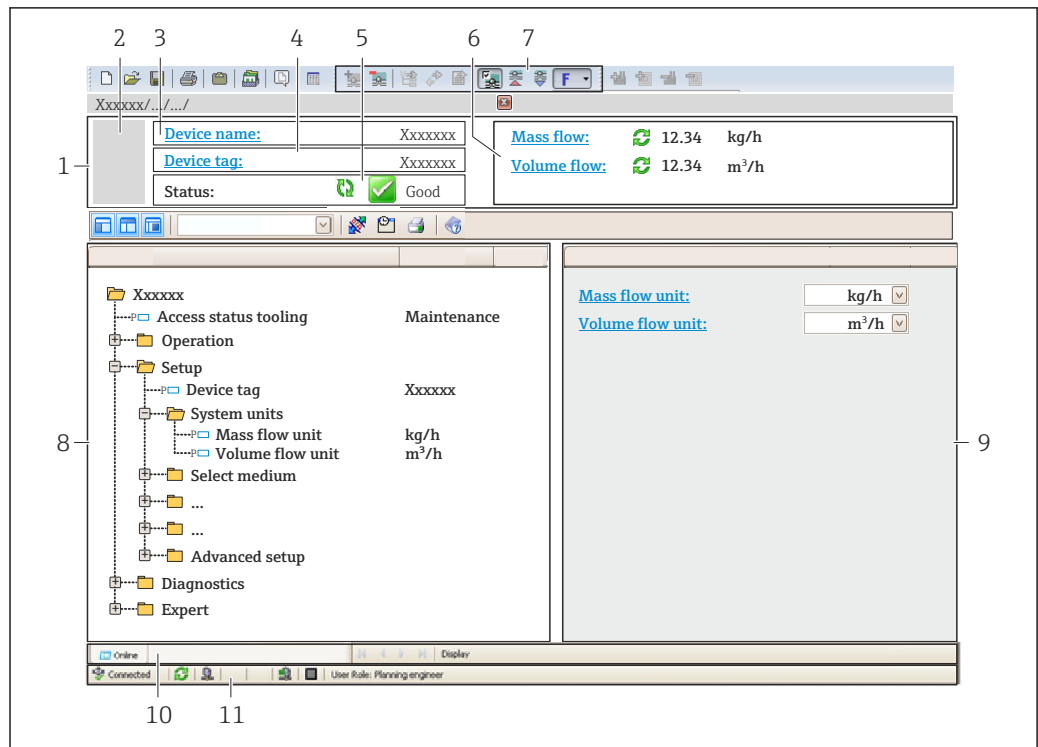 2 3 4 5 6 7
F
Xxxxxx/.../.../
1
Device name: Xxxxxxx
Device tag: Xxxxxxx
Status: Good
Mass flow: 12.34 kg/h
Volume flow: 12.34 m³/h
Xxxxxx
P Access status tooling Maintenance
Operation
Setup
P Device tag Xxxxxx
System units
P Mass flow unit kg/h
P Volume flow unit m³/h
Select medium
...
...
Advanced setup
Diagnostics
Expert
8
Mass flow unit: kg/h
Volume flow unit: m³/h
9
Online Display
Connected User Role: Planning engineer
10 11